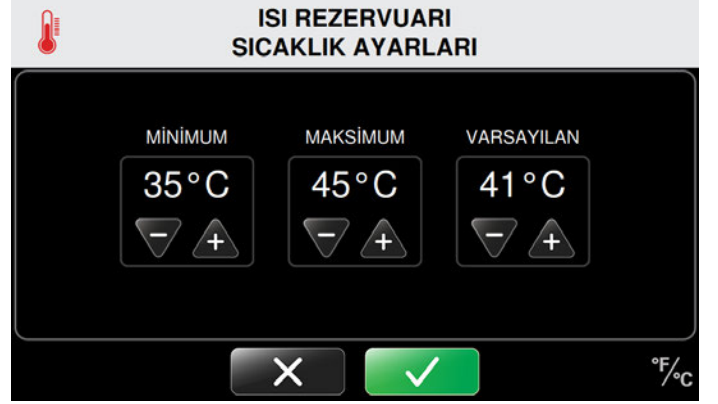 ISI REZERVUARI
SICAKLIK AYARLARI
MİNİMUM MAKSİMUM VARSAYILAN
35°C 45°C 41°C
− + − + − +
°F/°C